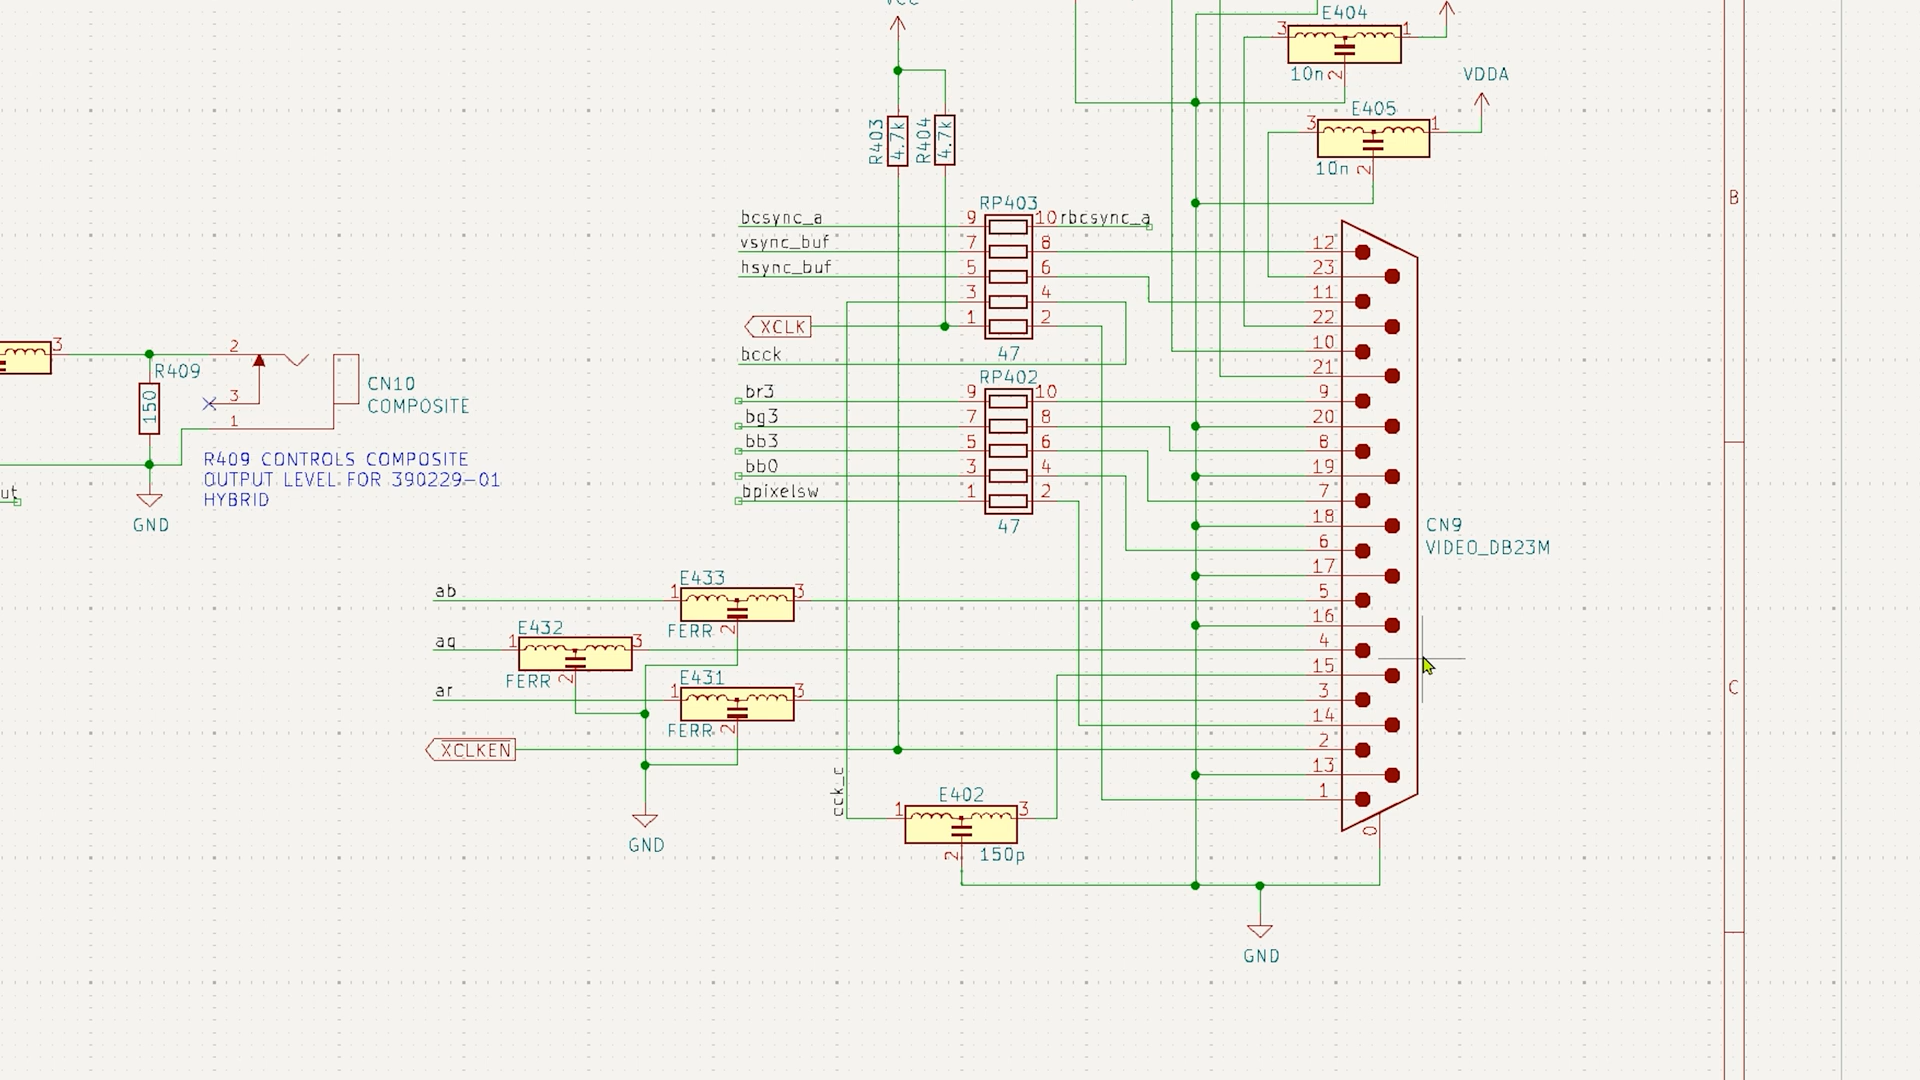 VCC
E404
3
1
10n
2
VDDA
E405
3
1
10n
2
R403
4.7k
R404
4.7k
B
RP403
bcsync_a
9
10
rbcsync_a
vsync_buf
7
8
hsync_buf
5
6
3
4
XCLK
1
2
bcck
47
RP402
br3
9
10
bg3
7
8
bb3
5
6
bb0
3
4
bpixelsw
1
2
47
12
23
11
22
10
21
9
20
8
19
7
18
6
17
5
16
4
15
3
14
2
13
1
0
CN9
VIDEO_DB23M
3
R409
150
2
3
1
CN10
COMPOSITE
R409 CONTROLS COMPOSITE
OUTPUT LEVEL FOR 390229-01
HYBRID
ut
GND
ab
E433
1
3
FERR
2
ag
E432
1
3
FERR
2
ar
E431
1
3
FERR
2
XCLKEN
C
cck_c
E402
1
3
2
150p
GND
GND